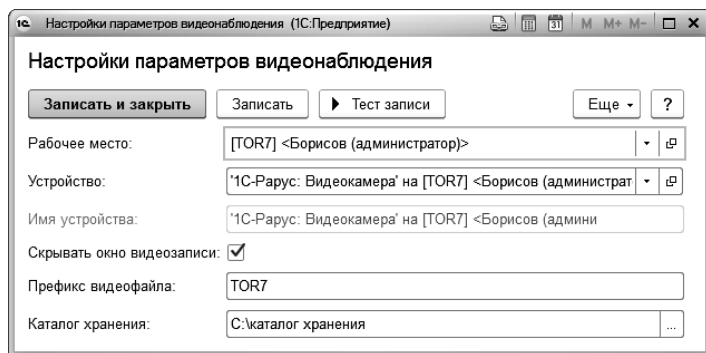 1С Настройки параметров видеонаблюдения (1С:Предприятие) 31 M M+ M-
Настройки параметров видеонаблюдения
Записать и закрыть Записать Тест записи Еще ?
Рабочее место: [TOR7] <Борисов (администратор)>
Устройство: '1С-Рарус: Видеокамера' на [TOR7] <Борисов (администрат
Имя устройства: '1С-Рарус: Видеокамера' на [TOR7] <Борисов (админи
Скрывать окно видеозаписи:
Префикс видеофайла: TOR7
Каталог хранения: C:\каталог хранения ...